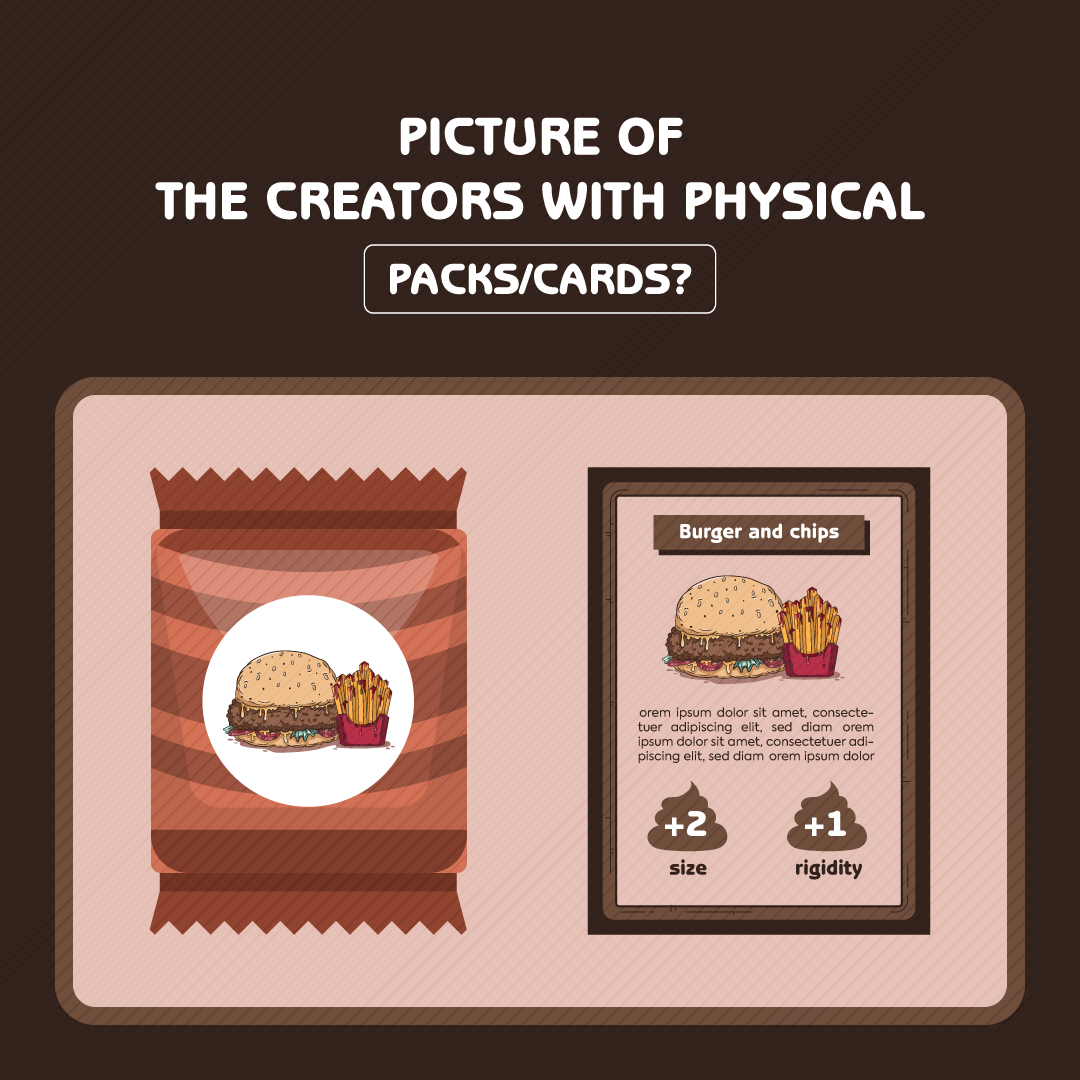 PICTURE OF
THE CREATORS WITH PHYSICAL
PACKS/CARDS?
Burger and chips
orem ipsum dolor sit amet, consecte-
tuer adipiscing elit, sed diam orem
ipsum dolor sit amet, consectetuer adi-
piscing elit, sed diam orem ipsum dolor
+2
+1
size
rigidity